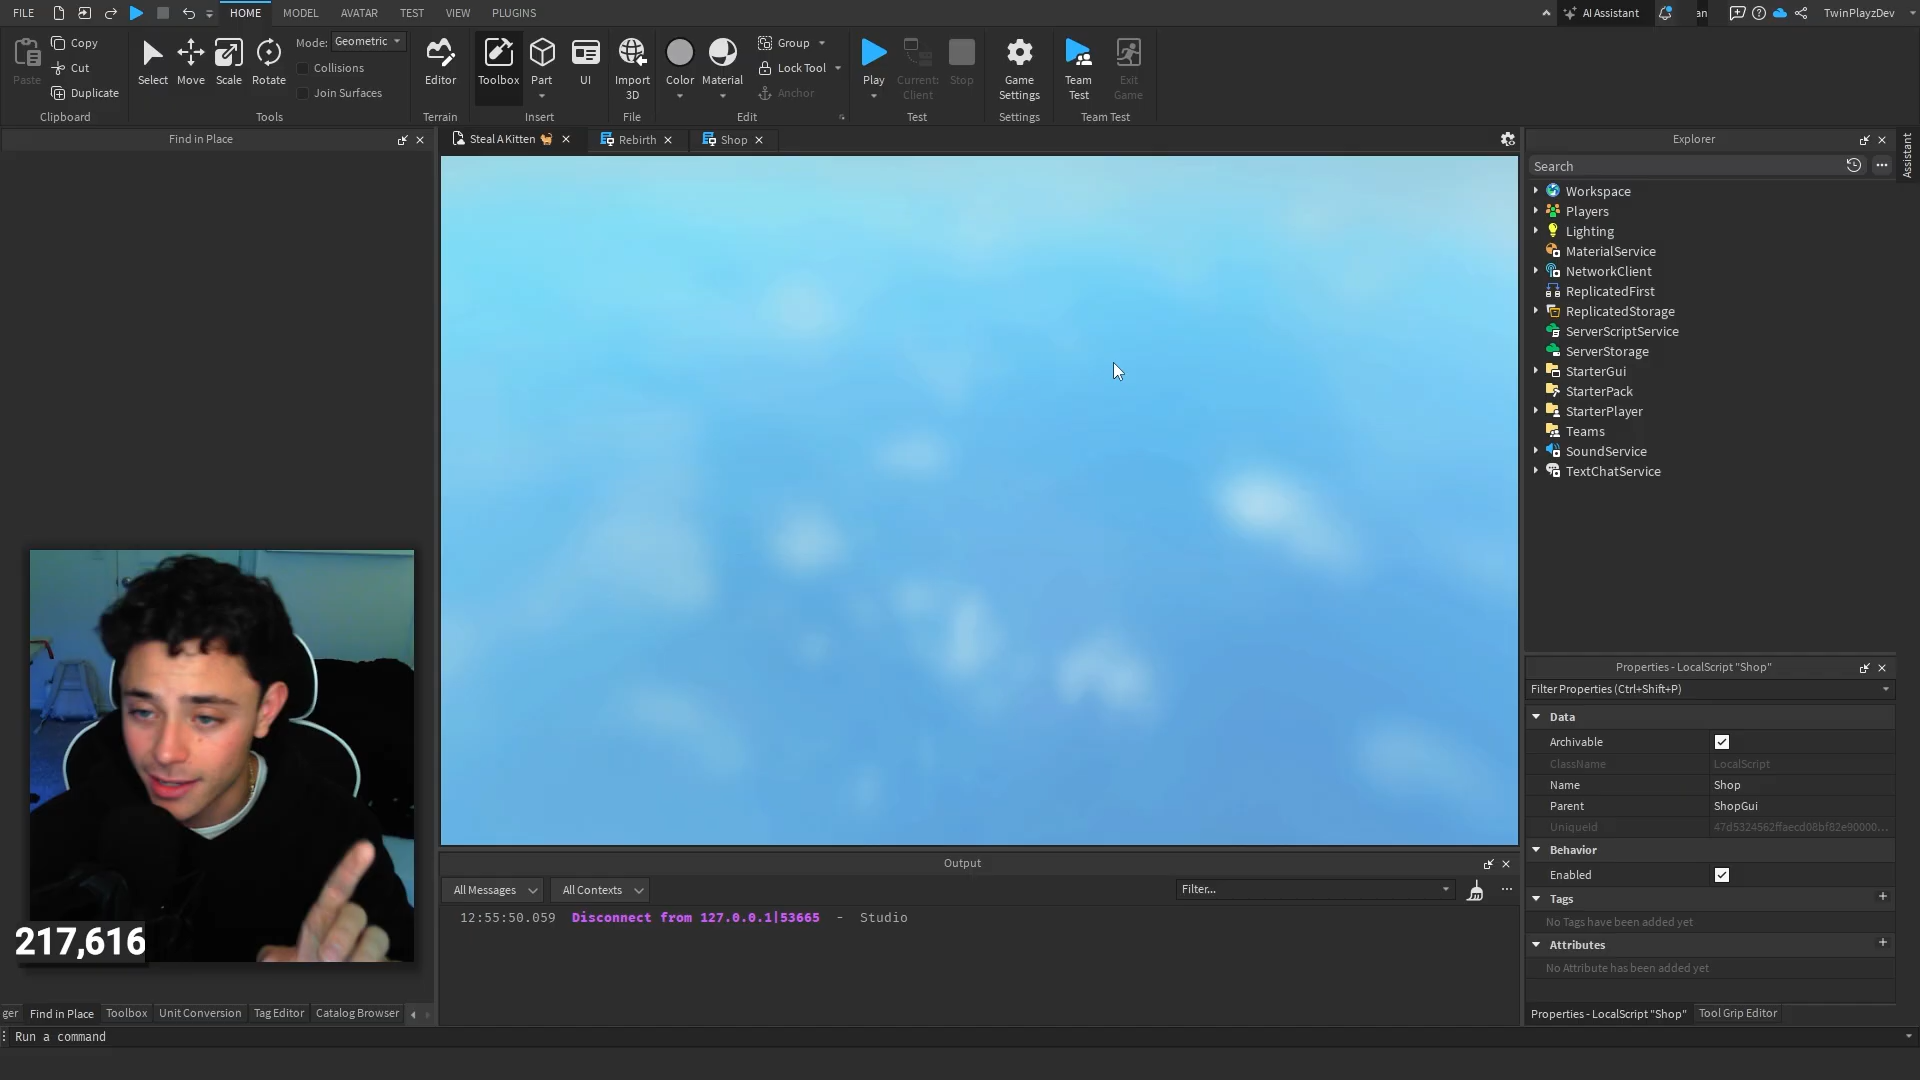 FILE HOME MODEL AVATAR TEST VIEW PLUGINS AI Assistant an TwinPlayzDev
Paste Copy Cut Duplicate Clipboard
Select Move Scale Rotate Mode: Geometric Collisions Join Surfaces Tools
Editor Terrain
Toolbox Part UI Insert
Import 3D File
Color Material Group Lock Tool Anchor Edit
Play Current: Client Stop Test
Game Settings Settings
Team Test Exit Game Team Test
Find in Place
Steal A Kitten Rebirth Shop
Explorer
Assistant
Search
Workspace
Players
Lighting
MaterialService
NetworkClient
ReplicatedFirst
ReplicatedStorage
ServerScriptService
ServerStorage
StarterGui
StarterPack
StarterPlayer
Teams
SoundService
TextChatService
Properties - LocalScript "Shop"
Filter Properties (Ctrl+Shift+P)
Data
Archivable
ClassName LocalScript
Name Shop
Parent ShopGui
UniqueId 47d5324562ffaecd08bf82e90000...
Behavior
Enabled
Tags
No Tags have been added yet
Attributes
No Attribute has been added yet
Properties - LocalScript "Shop" Tool Grip Editor
Output
All Messages All Contexts Filter...
12:55:50.059 Disconnect from 127.0.0.1|53665 - Studio
217,616
ger Find in Place Toolbox Unit Conversion Tag Editor Catalog Browser
Run a command